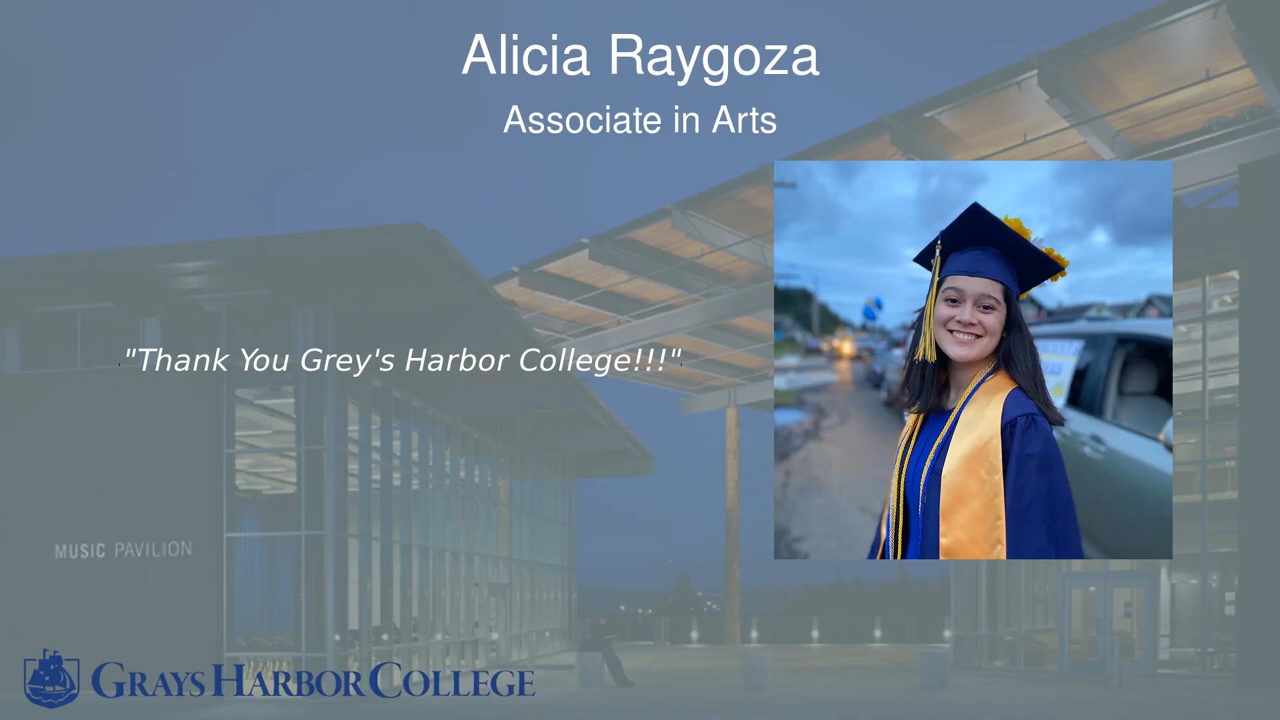 Alicia Raygoza
Associate in Arts
"Thank You Grey's Harbor College!!!"
MUSIC PAVILION
GRAYS HARBOR COLLEGE